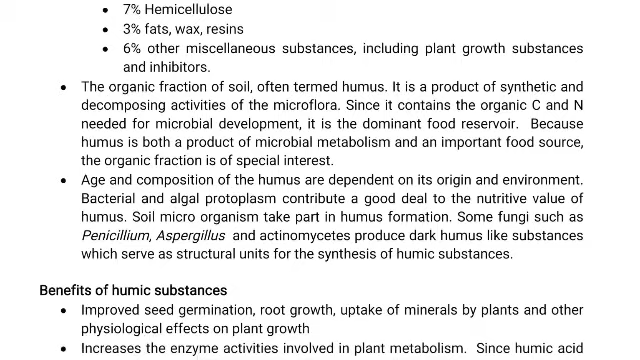 • 7% Hemicellulose
• 3% fats, wax, resins
• 6% other miscellaneous substances, including plant growth substances
and inhibitors.
• The organic fraction of soil, often termed humus. It is a product of synthetic and
decomposing activities of the microflora. Since it contains the organic C and N
needed for microbial development, it is the dominant food reservoir. Because
humus is both a product of microbial metabolism and an important food source,
the organic fraction is of special interest.
• Age and composition of the humus are dependent on its origin and environment.
Bacterial and algal protoplasm contribute a good deal to the nutritive value of
humus. Soil micro organism take part in humus formation. Some fungi such as
Penicillium, Aspergillus and actinomycetes produce dark humus like substances
which serve as structural units for the synthesis of humic substances.
Benefits of humic substances
• Improved seed germination, root growth, uptake of minerals by plants and other
physiological effects on plant growth
• Increases the enzyme activities involved in plant metabolism. Since humic acid